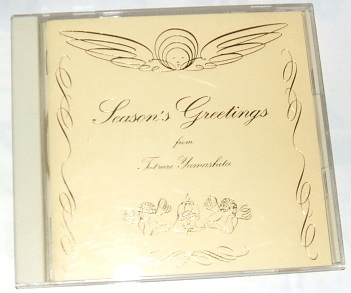 Season's Greetings
from
Tatsuro Yamashita